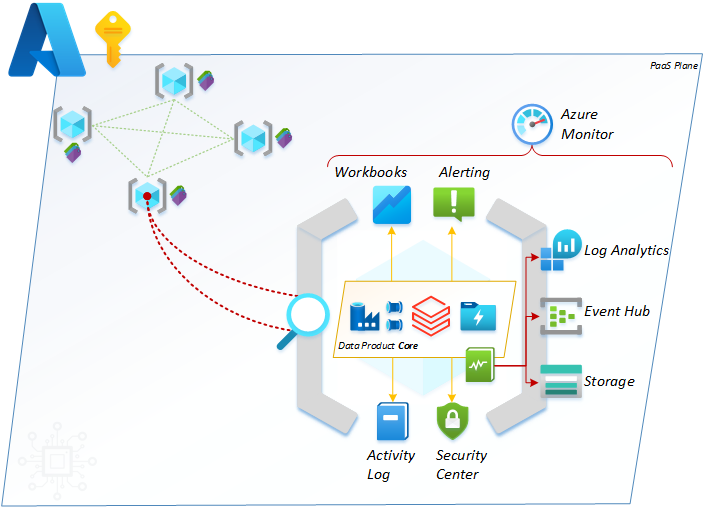 PaaS Plane
Azure
Monitor
Workbooks
Alerting
Log Analytics
Event Hub
Data Product Core
Storage
Activity
Log
Security
Center